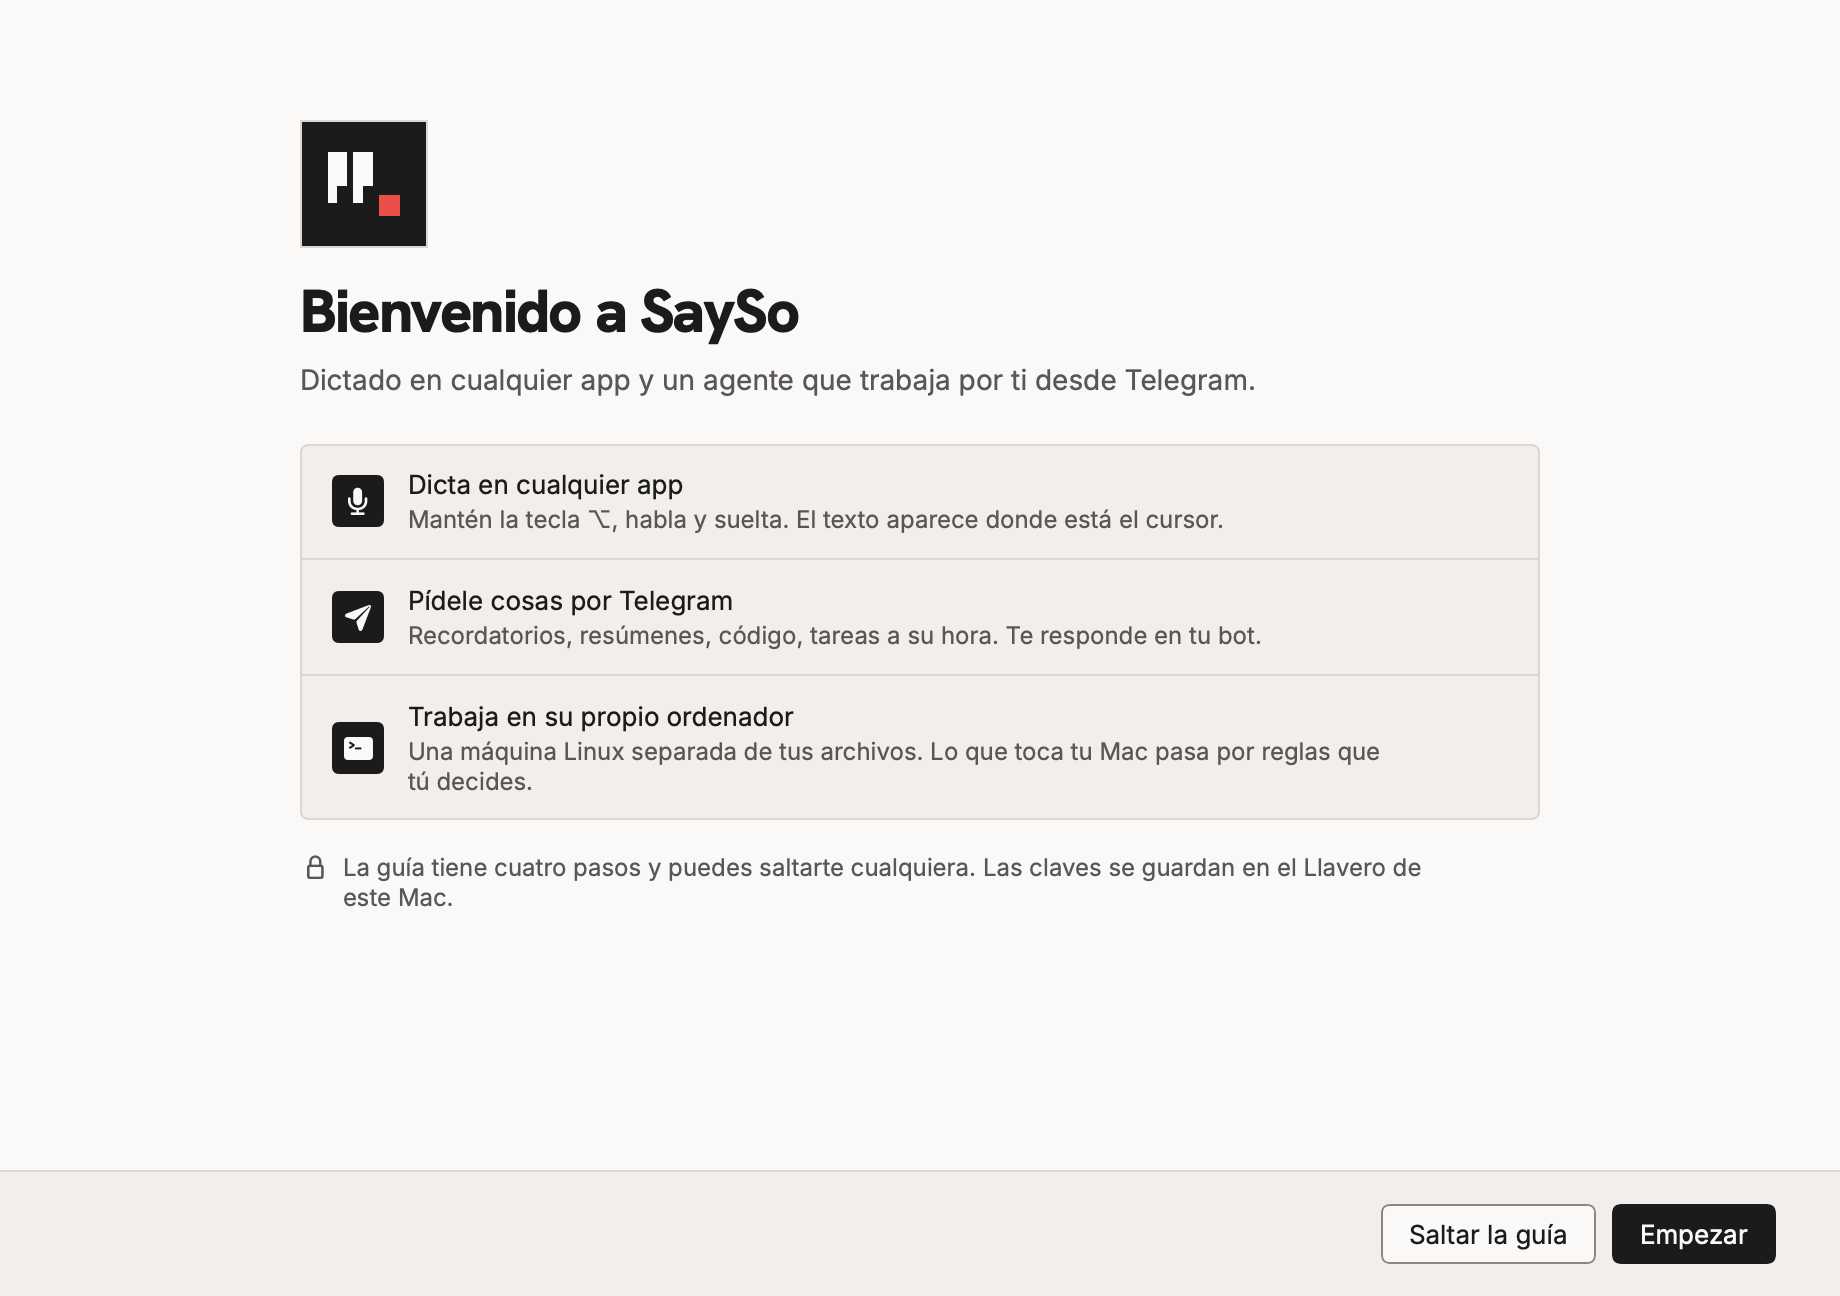 Bienvenido a SaySo
Dictado en cualquier app y un agente que trabaja por ti desde Telegram.
Dicta en cualquier app
Mantén la tecla ⌥, habla y suelta. El texto aparece donde está el cursor.
Pídele cosas por Telegram
Recordatorios, resúmenes, código, tareas a su hora. Te responde en tu bot.
Trabaja en su propio ordenador
Una máquina Linux separada de tus archivos. Lo que toca tu Mac pasa por reglas que
tú decides.
La guía tiene cuatro pasos y puedes saltarte cualquiera. Las claves se guardan en el Llavero de
este Mac.
Saltar la guía
Empezar